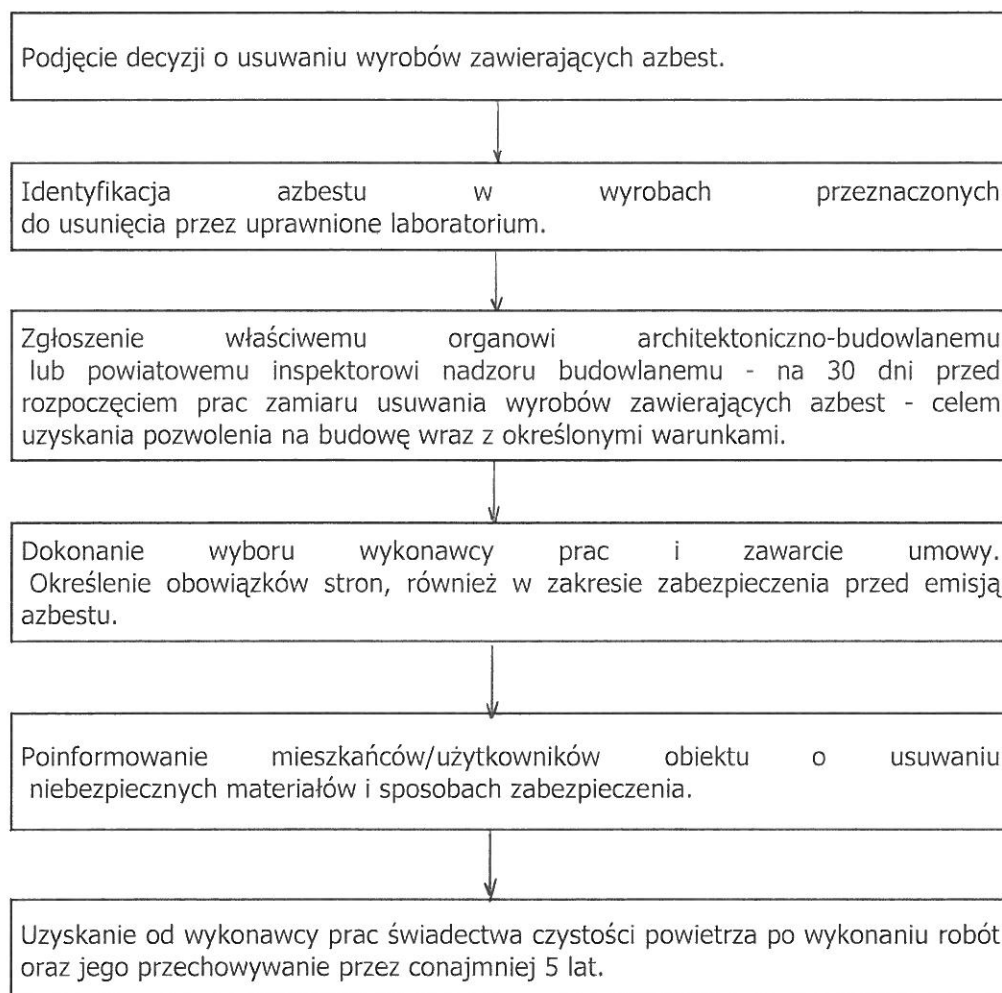 Podjęcie decyzji o usuwaniu wyrobów zawierających azbest.
Identyfikacja azbestu w wyrobach przeznaczonych
do usunięcia przez uprawnione laboratorium.
Zgłoszenie właściwemu organowi architektoniczno-budowlanemu
lub powiatowemu inspektorowi nadzoru budowlanemu - na 30 dni przed
rozpoczęciem prac zamiaru usuwania wyrobów zawierających azbest - celem
uzyskania pozwolenia na budowę wraz z określonymi warunkami.
Dokonanie wyboru wykonawcy prac i zawarcie umowy.
Określenie obowiązków stron, również w zakresie zabezpieczenia przed emisją
azbestu.
Poinformowanie mieszkańców/użytkowników obiektu o usuwaniu
niebezpiecznych materiałów i sposobach zabezpieczenia.
Uzyskanie od wykonawcy prac świadectwa czystości powietrza po wykonaniu robót
oraz jego przechowywanie przez conajmniej 5 lat.